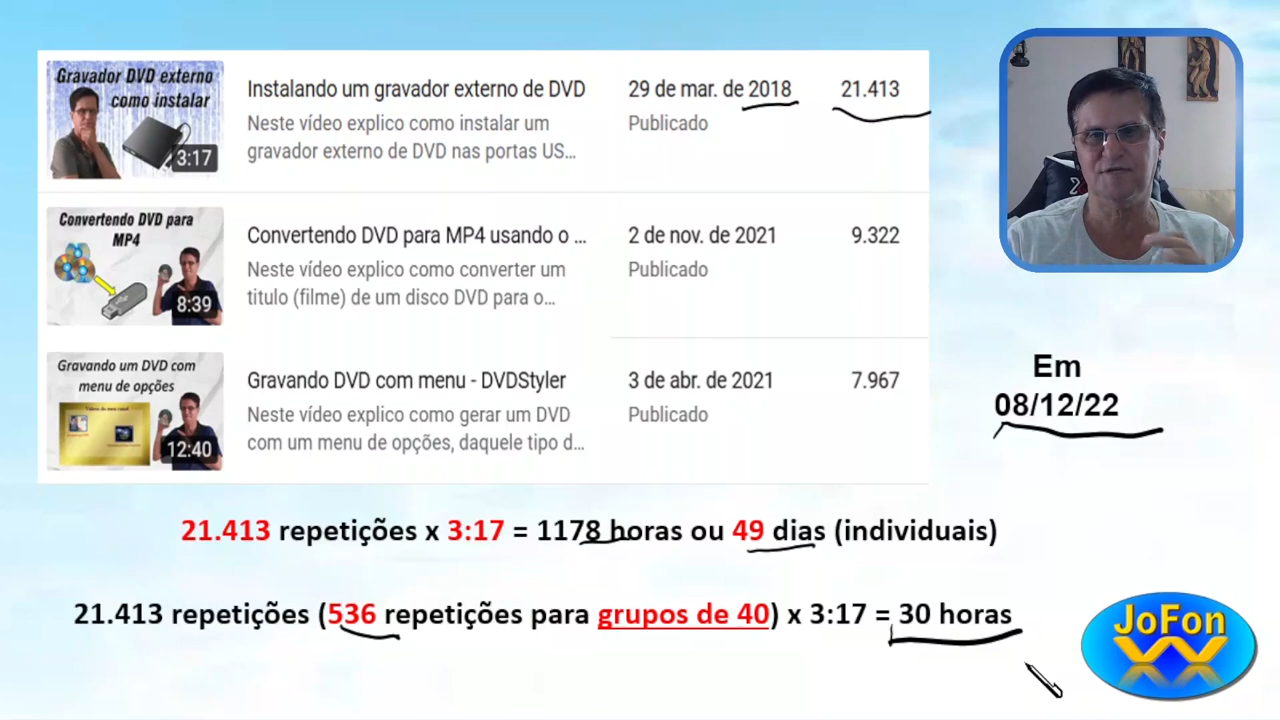 Gravador DVD externo
como instalar
3:17
Instalando um gravador externo de DVD
29 de mar. de 2018
21.413
Neste vídeo explico como instalar um
Publicado
gravador externo de DVD nas portas US...
Convertendo DVD para
MP4
8:39
Convertendo DVD para MP4 usando o ...
2 de nov. de 2021
9.322
Neste vídeo explico como converter um
Publicado
titulo (filme) de um disco DVD para o...
Gravando um DVD com
menu de opções
12:40
Gravando DVD com menu - DVDStyler
3 de abr. de 2021
7.967
Neste vídeo explico como gerar um DVD
Publicado
com um menu de opções, daquele tipo d...
Em
08/12/22
21.413 repetições x 3:17 = 1178 horas ou 49 dias (individuais)
21.413 repetições (536 repetições para grupos de 40) x 3:17 = 30 horas
JoFon